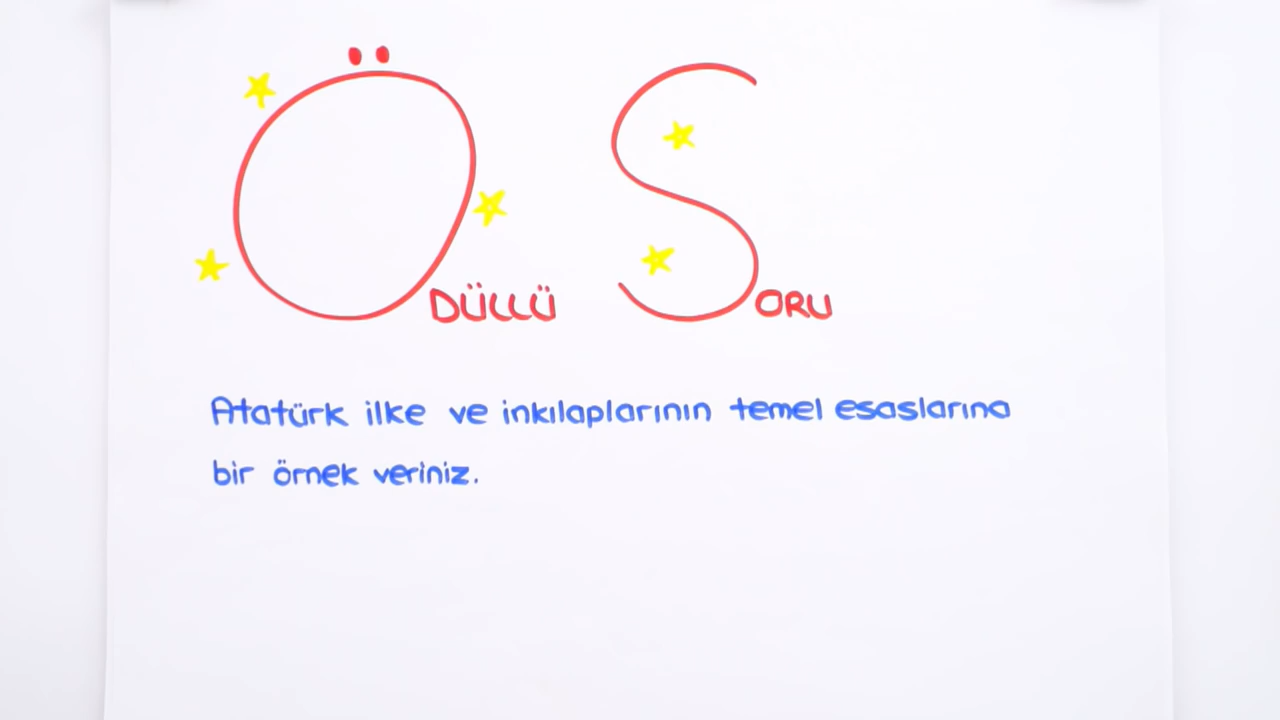 ÖDÜLLÜ SORU
Atatürk ilke ve inkılaplarının temel esaslarına
bir örnek veriniz.